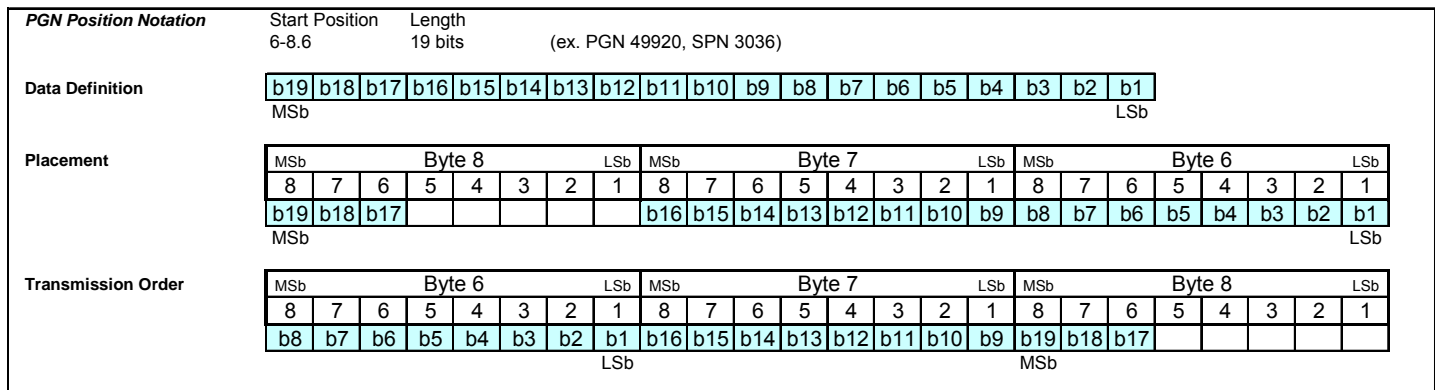 PGN Position Notation Start Position Length
6-8.6 19 bits (ex. PGN 49920, SPN 3036)
Data Definition b19 b18 b17 b16 b15 b14 b13 b12 b11 b10 b9 b8 b7 b6 b5 b4 b3 b2 b1
MSb LSb
Placement MSb Byte 8 LSb MSb Byte 7 LSb MSb Byte 6 LSb
8 7 6 5 4 3 2 1 8 7 6 5 4 3 2 1 8 7 6 5 4 3 2 1
b19 b18 b17 b16 b15 b14 b13 b12 b11 b10 b9 b8 b7 b6 b5 b4 b3 b2 b1
MSb LSb
Transmission Order MSb Byte 6 LSb MSb Byte 7 LSb MSb Byte 8 LSb
8 7 6 5 4 3 2 1 8 7 6 5 4 3 2 1 8 7 6 5 4 3 2 1
b8 b7 b6 b5 b4 b3 b2 b1 b16 b15 b14 b13 b12 b11 b10 b9 b19 b18 b17
LSb MSb